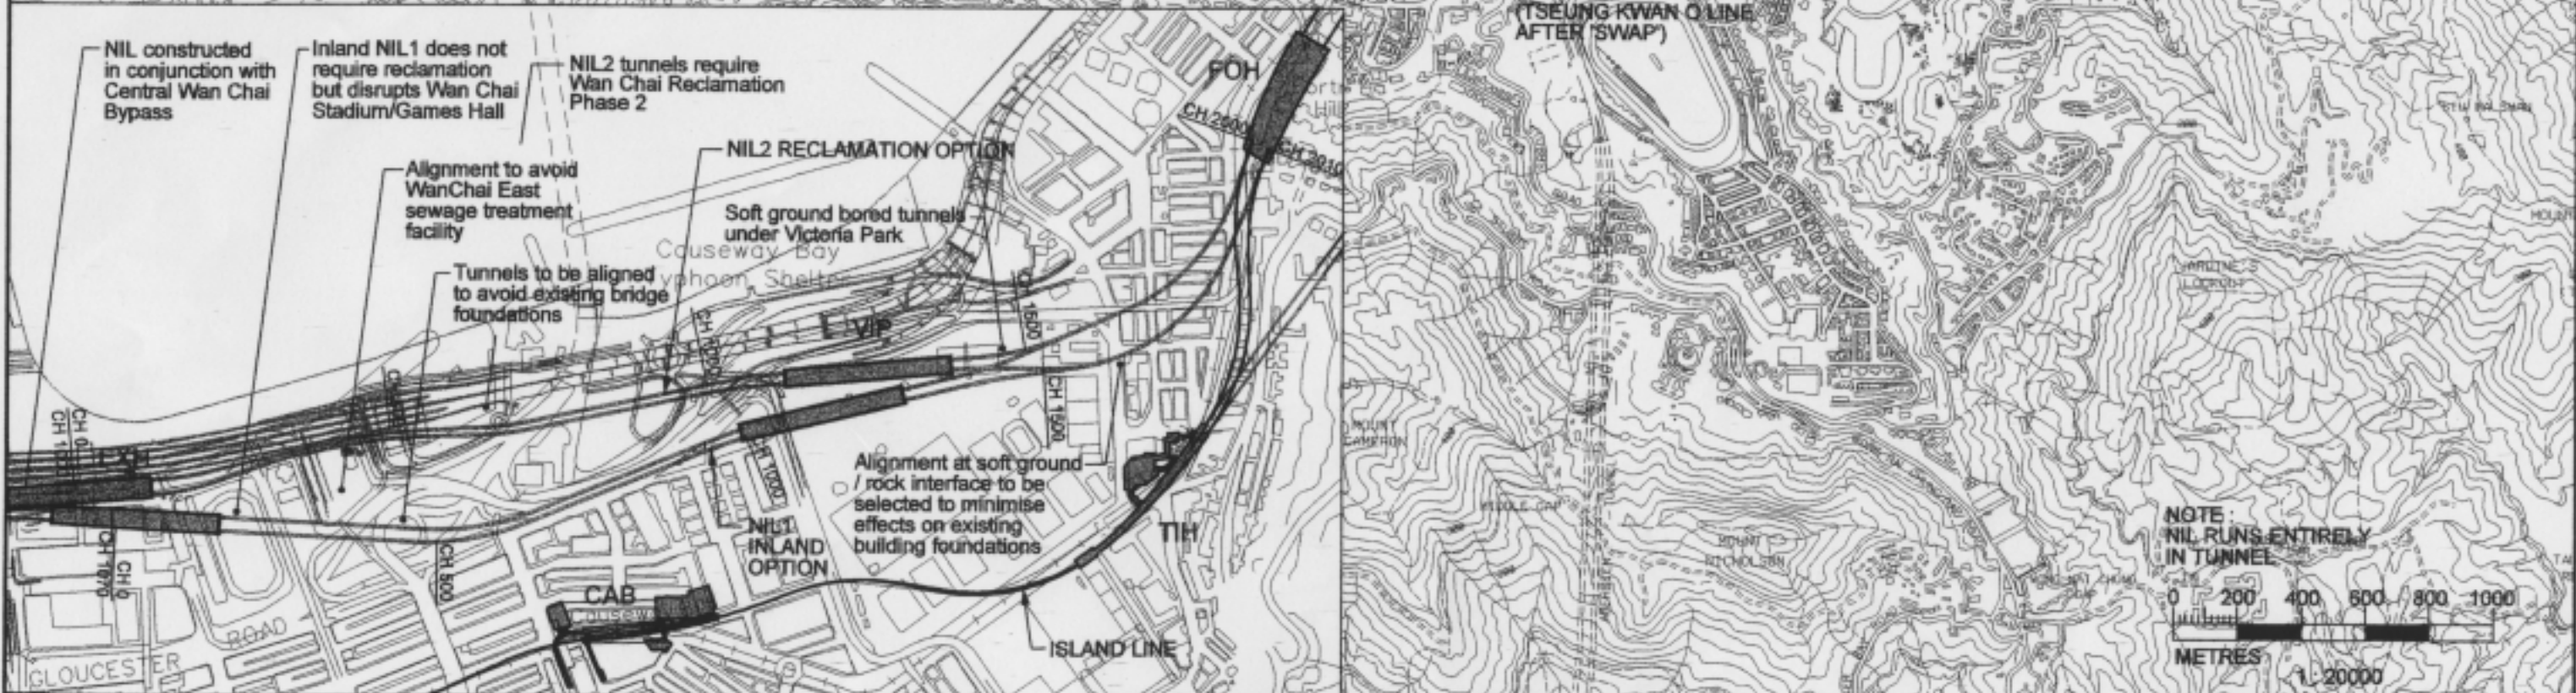 NIL constructed
in conjunction with
Central Wan Chai
Bypass
Inland NIL1 does not
require reclamation
but disrupts Wan Chai
Stadium/Games Hall
NIL2 tunnels require
Wan Chai Reclamation
Phase 2
Alignment to avoid
WanChai East
sewage treatment
facility
Tunnels to be aligned
to avoid existing bridge
foundations
NIL2 RECLAMATION OPTION
Soft ground bored tunnels
under Victoria Park
Causeway Bay
yphoon Shelter
FOH
CH 2000
CH 2010
VIP
CH 1500
CH 1000
CH 1500
CH 1000
EXH
CH 0
CH 500
CH 1070
CH 0
Alignment at soft ground
/ rock interface to be
selected to minimise
effects on existing
building foundations
NIL1
INLAND
OPTION
TIH
CAB
ISLAND LINE
GLOUCESTER ROAD
(TSEUNG KWAN O LINE
AFTER 'SWAP')
JARDINE'S
LOOKOUT
MOUNT
CAMERON
MIDDLE GAP
MOUNT
NICHOLSON
NOTE :
NIL RUNS ENTIRELY
IN TUNNEL
0 200 400 600 800 1000
METRES
1 : 20000